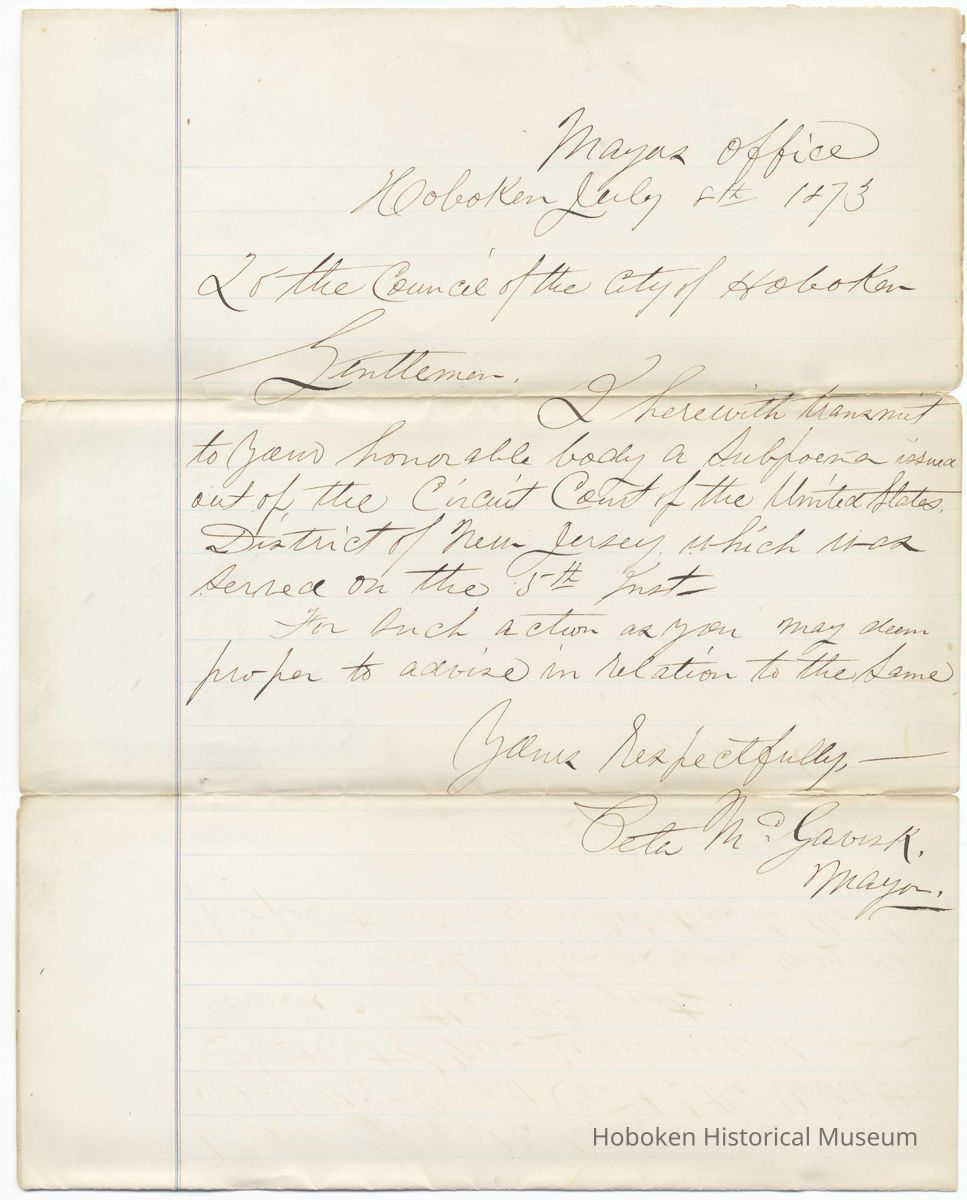 Mayors office
Hoboken July 8th 1873
To the Council of the City of Hoboken
Gentlemen.
I herewith transmit
to Your honorable body a Subpoena issued
out of the Circuit Court of the United States.
District of New Jersey, which was
served on the 5th Inst
For such action as you may deem
proper to advise in relation to the Same
Yours Respectfully,
Peter McGavisk.
Mayor.
Hoboken Historical Museum